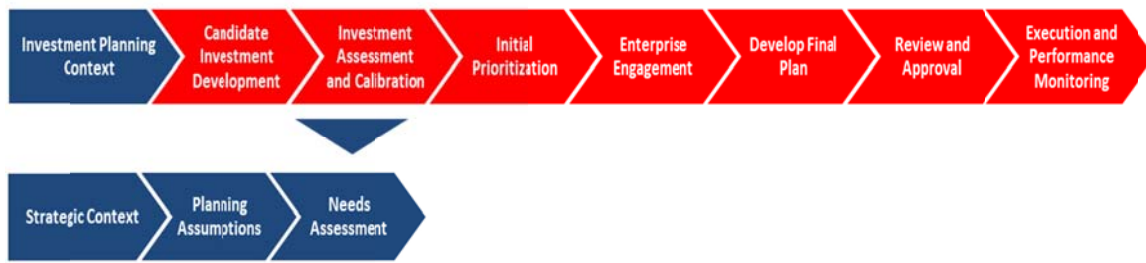 Investment Planning
Context
Candidate
Investment
Development
Investment
Assessment
and Calibration
Initial
Prioritization
Enterprise
Engagement
Develop Final
Plan
Review and
Approval
Execution and
Performance
Monitoring
Strategic Context
Planning
Assumptions
Needs
Assessment